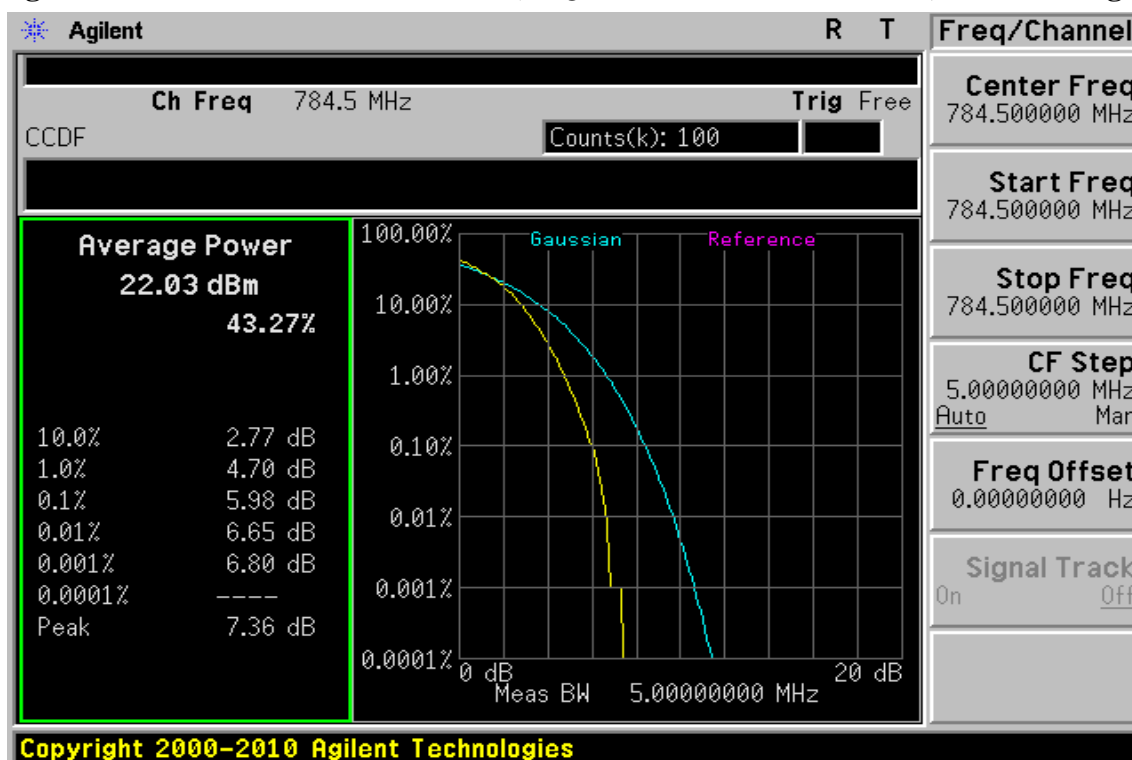 Agilent R T
Ch Freq 784.5 MHz Trig Free
CCDF Counts(k): 100
Average Power
22.03 dBm
43.27%
10.0% 2.77 dB
1.0% 4.70 dB
0.1% 5.98 dB
0.01% 6.65 dB
0.001% 6.80 dB
0.0001% ----
Peak 7.36 dB
Gaussian Reference
100.00%
10.00%
1.00%
0.10%
0.01%
0.001%
0.0001%
0 dB 20 dB
Meas BW 5.00000000 MHz
Freq/Channel
Center Freq
784.500000 MHz
Start Freq
784.500000 MHz
Stop Freq
784.500000 MHz
CF Step
5.00000000 MHz
Auto Man
Freq Offset
0.00000000 Hz
Signal Track
On Off
Copyright 2000-2010 Agilent Technologies